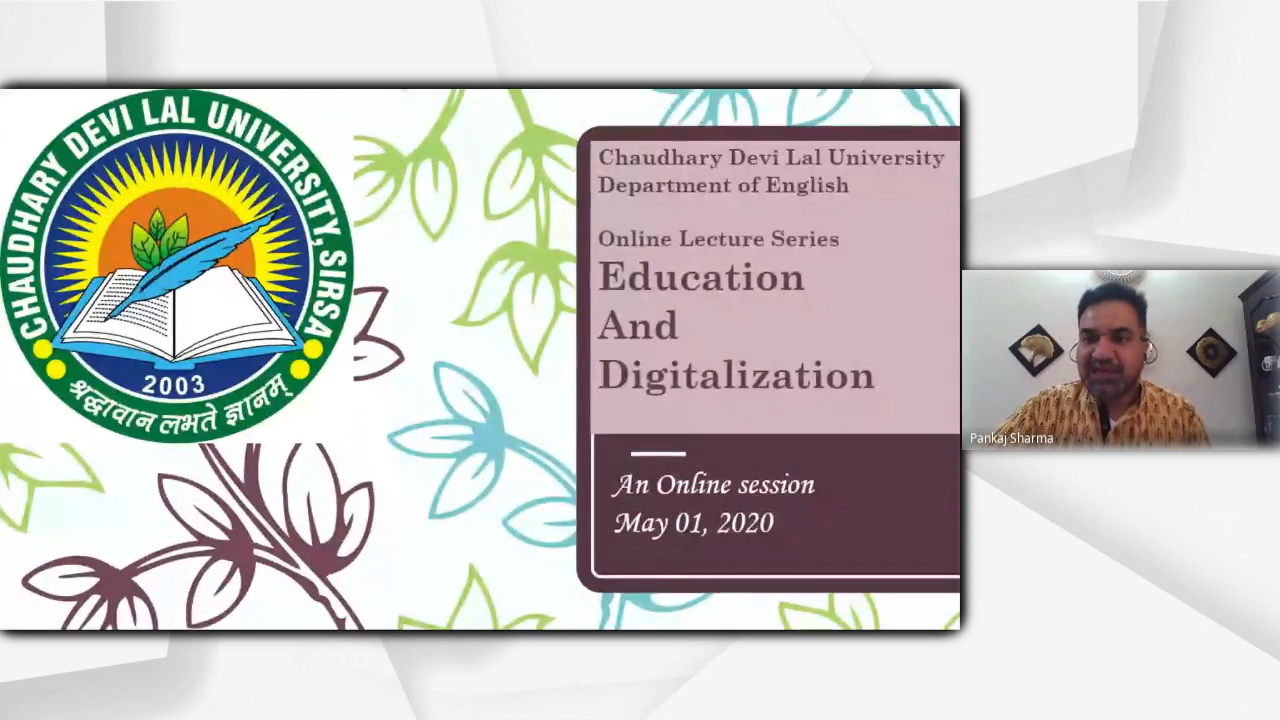 CHAUDHARY DEVI LAL UNIVERSITY, SIRSA
2003
श्रद्धावान लभते ज्ञानम्
Chaudhary Devi Lal University
Department of English
Online Lecture Series
Education
And
Digitalization
An Online session
May 01, 2020
Pankaj Sharma